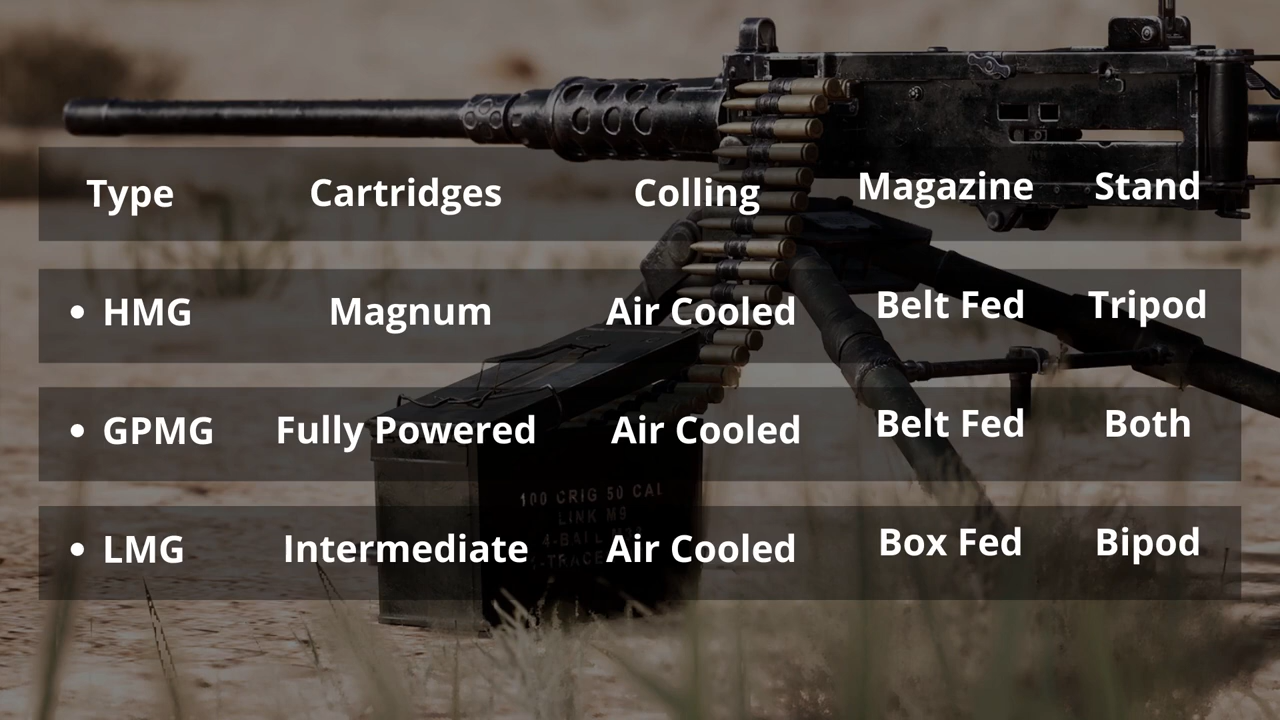 Type Cartridges Colling Magazine Stand
• HMG Magnum Air Cooled Belt Fed Tripod
• GPMG Fully Powered Air Cooled Belt Fed Both
• LMG Intermediate Air Cooled Box Fed Bipod
100 CRTG 50 CAL
LINK M9